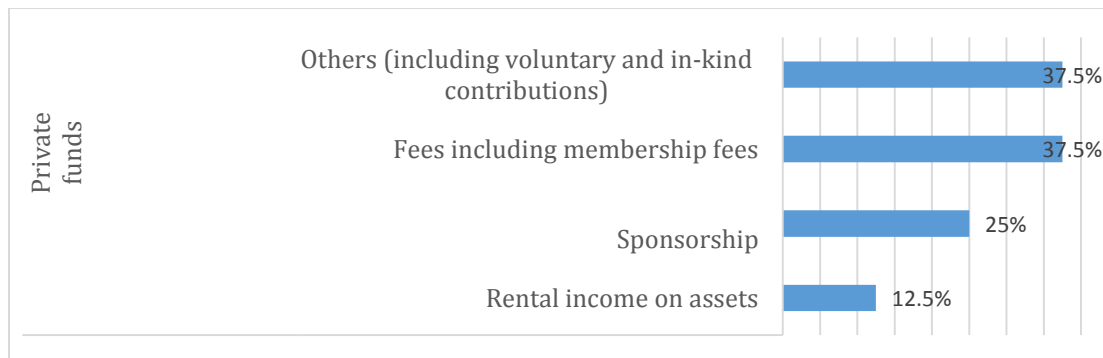 Private
funds
Others (including voluntary and in-kind
contributions)
37.5%
Fees including membership fees
37.5%
Sponsorship
25%
Rental income on assets
12.5%